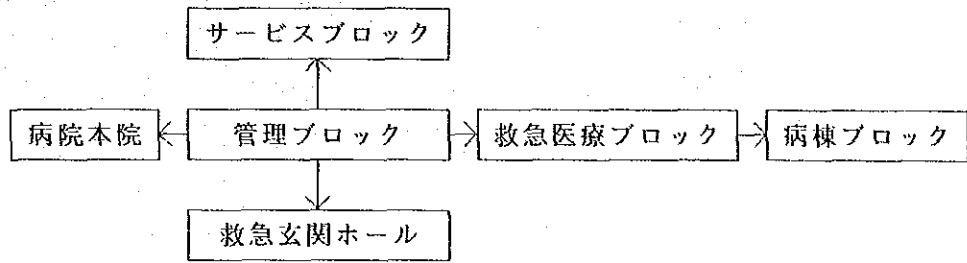 サービスブロック
病院本院
管理ブロック
救急医療ブロック
病棟ブロック
救急玄関ホール